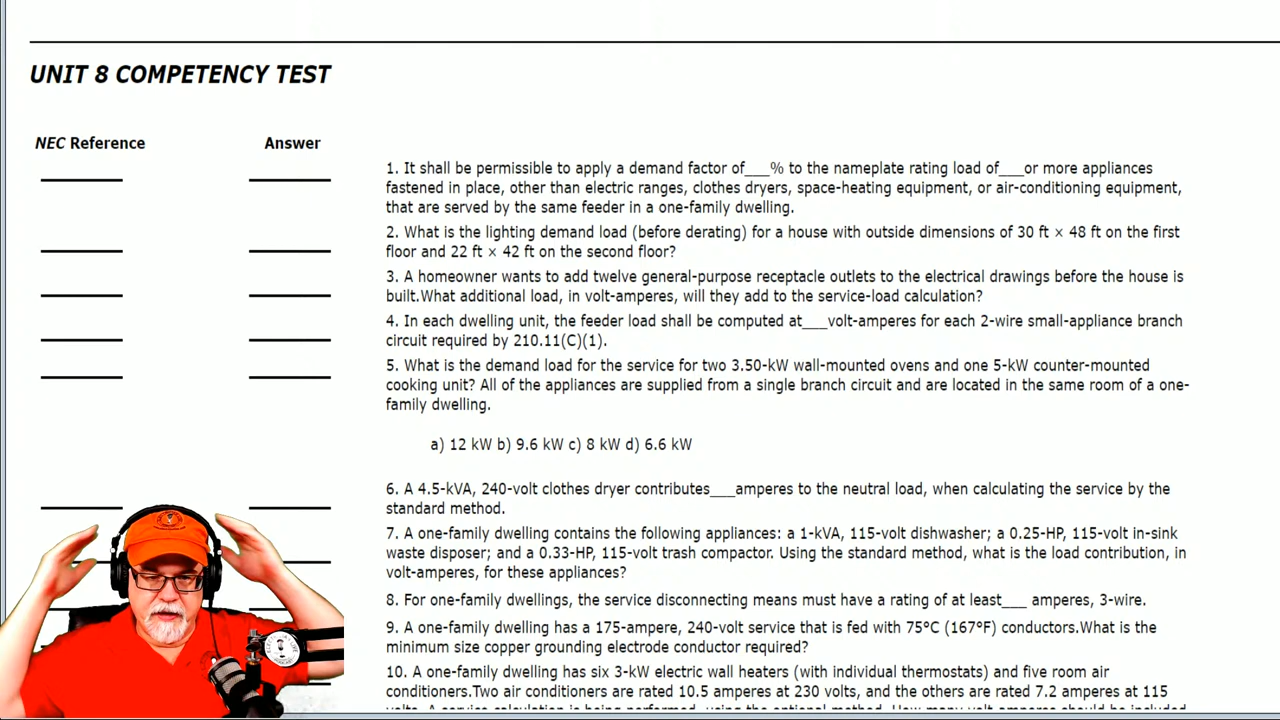 UNIT 8 COMPETENCY TEST
NEC Reference
Answer
1. It shall be permissible to apply a demand factor of___% to the nameplate rating load of___or more appliances
fastened in place, other than electric ranges, clothes dryers, space-heating equipment, or air-conditioning equipment,
that are served by the same feeder in a one-family dwelling.
2. What is the lighting demand load (before derating) for a house with outside dimensions of 30 ft × 48 ft on the first
floor and 22 ft × 42 ft on the second floor?
3. A homeowner wants to add twelve general-purpose receptacle outlets to the electrical drawings before the house is
built.What additional load, in volt-amperes, will they add to the service-load calculation?
4. In each dwelling unit, the feeder load shall be computed at___volt-amperes for each 2-wire small-appliance branch
circuit required by 210.11(C)(1).
5. What is the demand load for the service for two 3.50-kW wall-mounted ovens and one 5-kW counter-mounted
cooking unit? All of the appliances are supplied from a single branch circuit and are located in the same room of a one-
family dwelling.
a) 12 kW b) 9.6 kW c) 8 kW d) 6.6 kW
6. A 4.5-kVA, 240-volt clothes dryer contributes___amperes to the neutral load, when calculating the service by the
standard method.
7. A one-family dwelling contains the following appliances: a 1-kVA, 115-volt dishwasher; a 0.25-HP, 115-volt in-sink
waste disposer; and a 0.33-HP, 115-volt trash compactor. Using the standard method, what is the load contribution, in
volt-amperes, for these appliances?
8. For one-family dwellings, the service disconnecting means must have a rating of at least___ amperes, 3-wire.
9. A one-family dwelling has a 175-ampere, 240-volt service that is fed with 75°C (167°F) conductors.What is the
minimum size copper grounding electrode conductor required?
10. A one-family dwelling has six 3-kW electric wall heaters (with individual thermostats) and five room air
conditioners.Two air conditioners are rated 10.5 amperes at 230 volts, and the others are rated 7.2 amperes at 115
volts. A service calculation is being performed, using the optional method. How many volt-amperes should be included